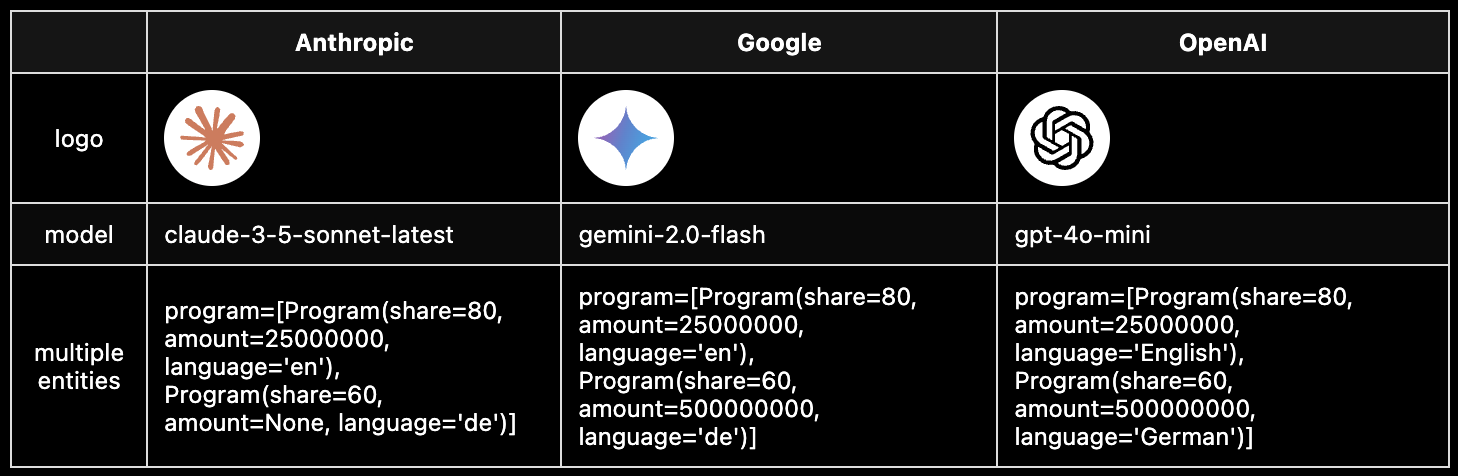 Anthropic
Google
OpenAI
logo
model
claude-3-5-sonnet-latest
gemini-2.0-flash
gpt-4o-mini
multiple
entities
program=[Program(share=80,
amount=25000000,
language='en'),
Program(share=60,
amount=None, language='de')]
program=[Program(share=80,
amount=25000000,
language='en'),
Program(share=60,
amount=500000000,
language='de')]
program=[Program(share=80,
amount=25000000,
language='English'),
Program(share=60,
amount=500000000,
language='German')]